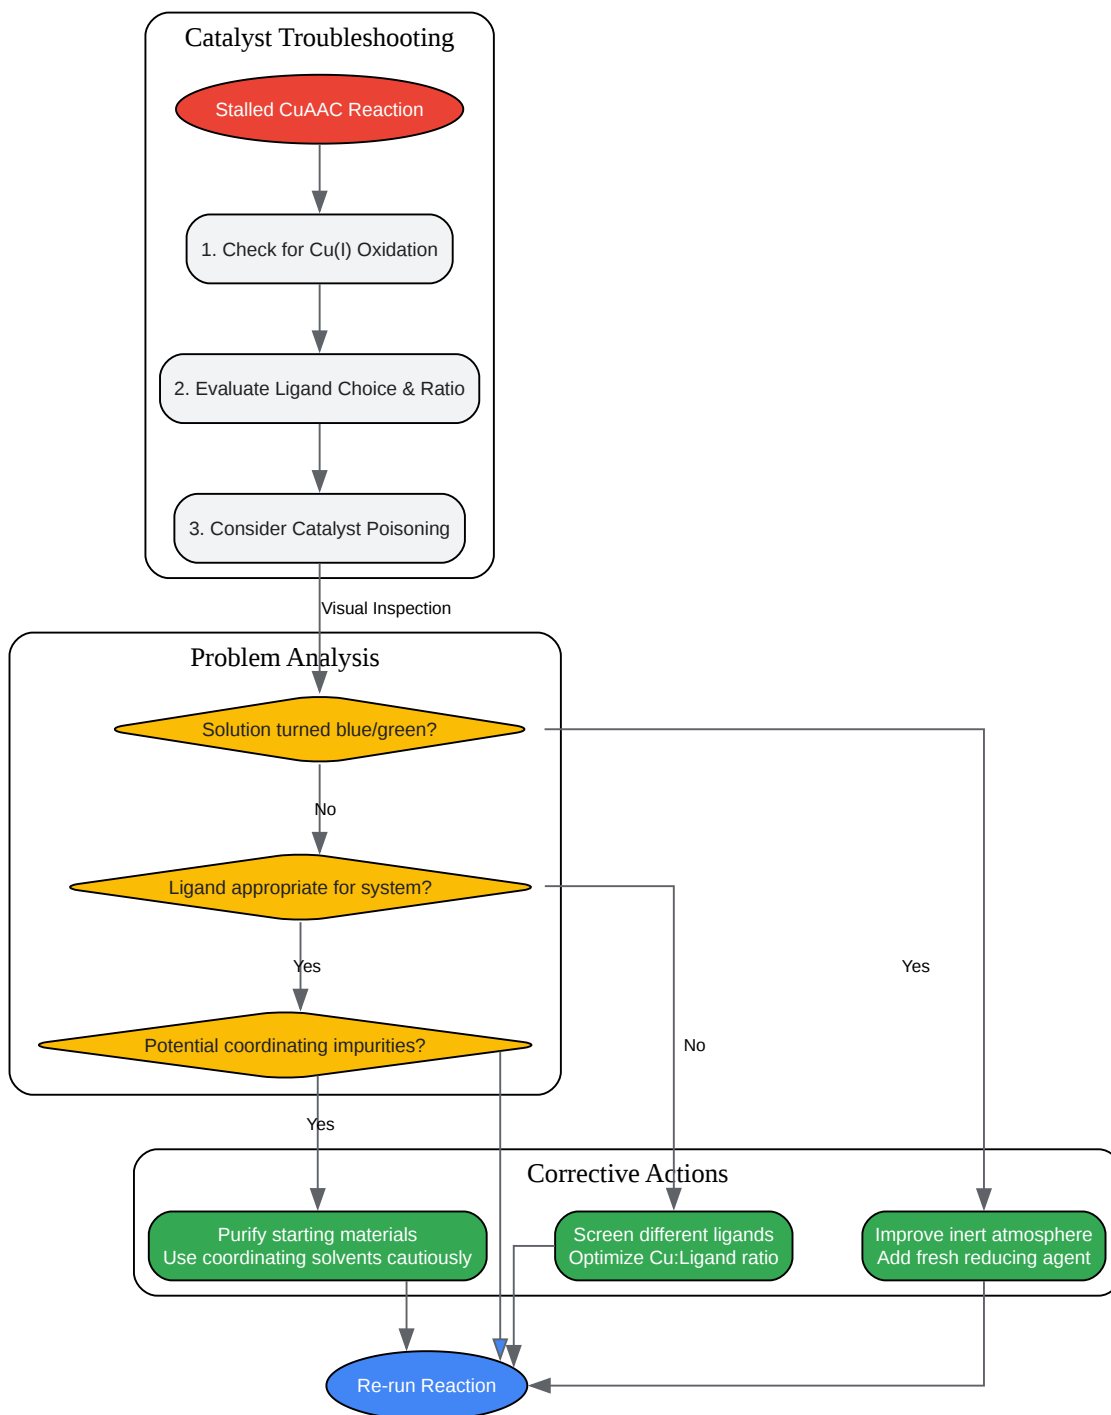 Catalyst Troubleshooting
Stalled CuAAC Reaction
1. Check for Cu(I) Oxidation
2. Evaluate Ligand Choice & Ratio
3. Consider Catalyst Poisoning
Visual Inspection
Problem Analysis
Solution turned blue/green?
No
Ligand appropriate for system?
Yes
Yes
Potential coordinating impurities?
No
Yes
Corrective Actions
Purify starting materials
Use coordinating solvents cautiously
Screen different ligands
Optimize Cu:Ligand ratio
Improve inert atmosphere
Add fresh reducing agent
Re-run Reaction